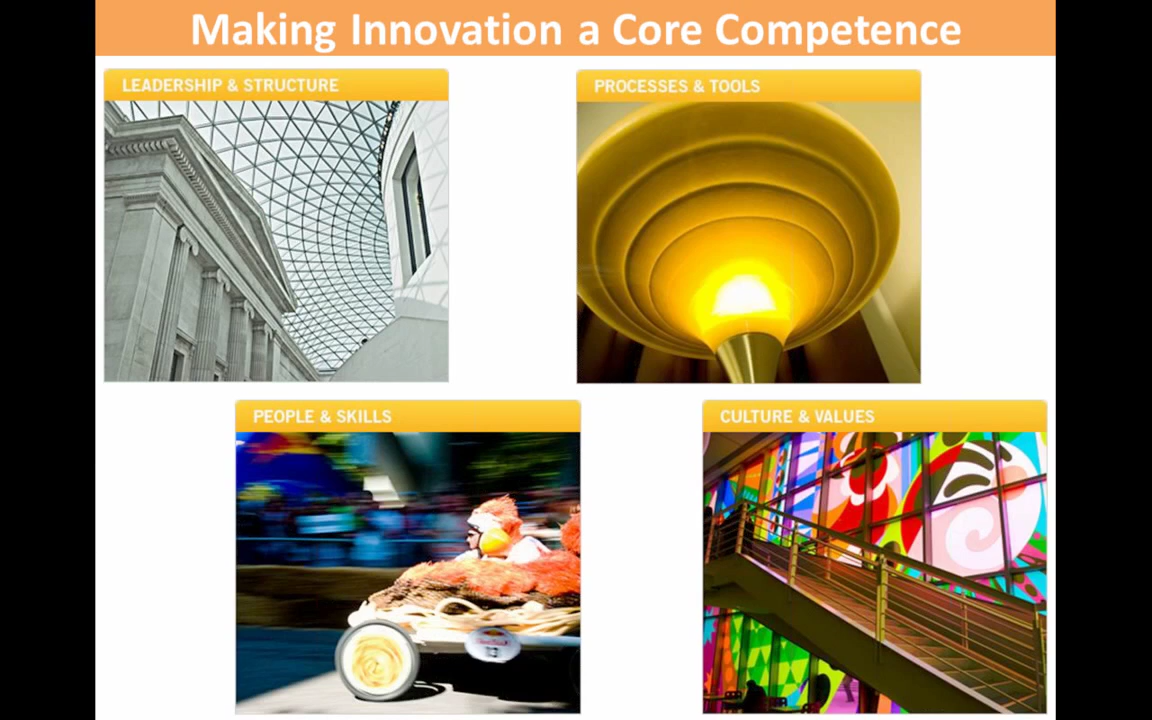 Making Innovation a Core Competence
LEADERSHIP & STRUCTURE
PROCESSES & TOOLS
PEOPLE & SKILLS
CULTURE & VALUES